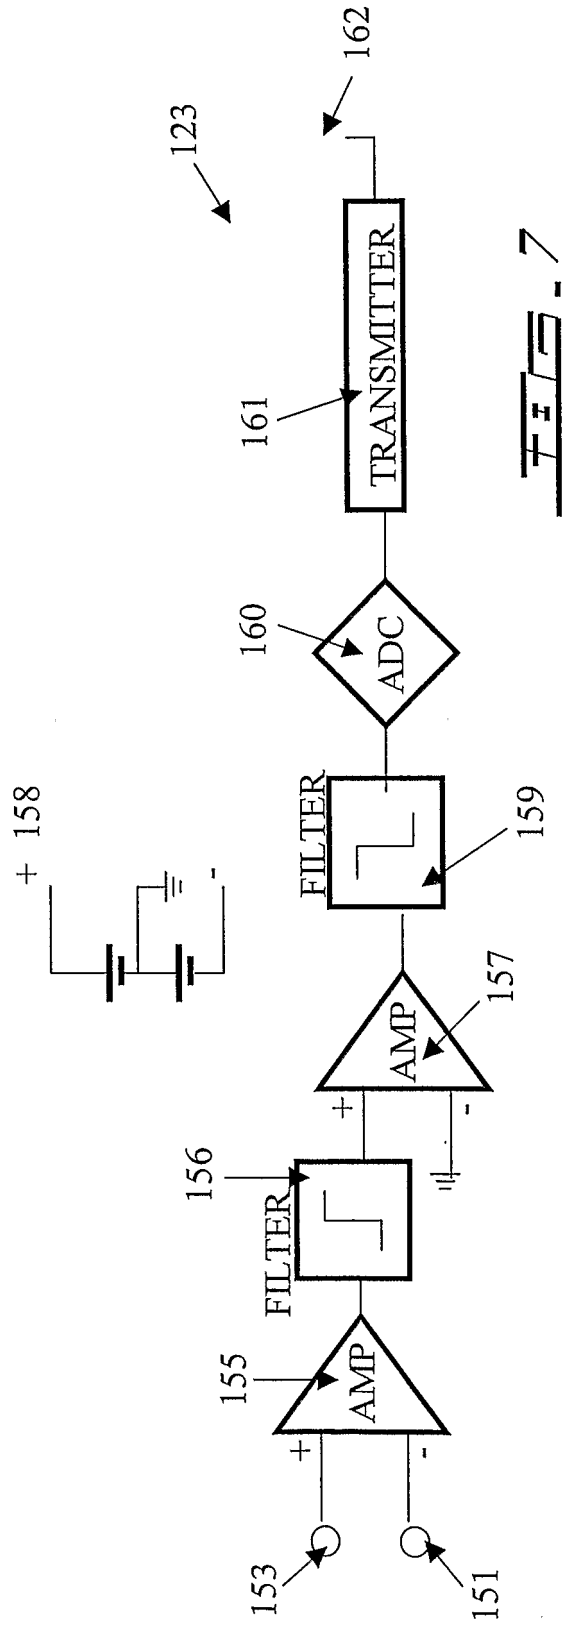 153
151
+
-
155
AMP
FILTER
156
+
-
AMP
157
+ 158
-
FILTER
159
160
ADC
161
TRANSMITTER
123
162
FIG. 7